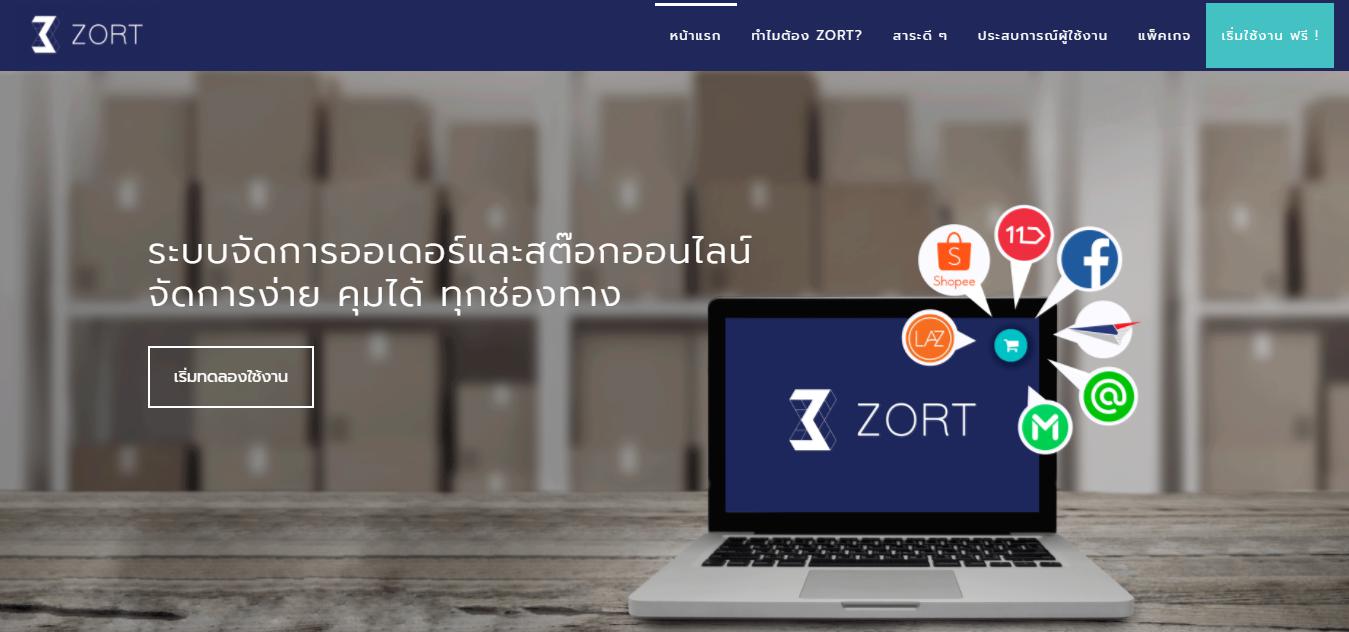 ZORT
หน้าแรก
ทำไมต้อง ZORT?
สาระดี ๆ
ประสบการณ์ผู้ใช้งาน
แพ็คเกจ
เริ่มใช้งาน ฟรี !
ระบบจัดการออเดอร์และสต๊อกออนไลน์
จัดการง่าย คุมได้ ทุกช่องทาง
เริ่มทดลองใช้งาน
11
S
Shopee
f
LAZ
ZORT
@
M